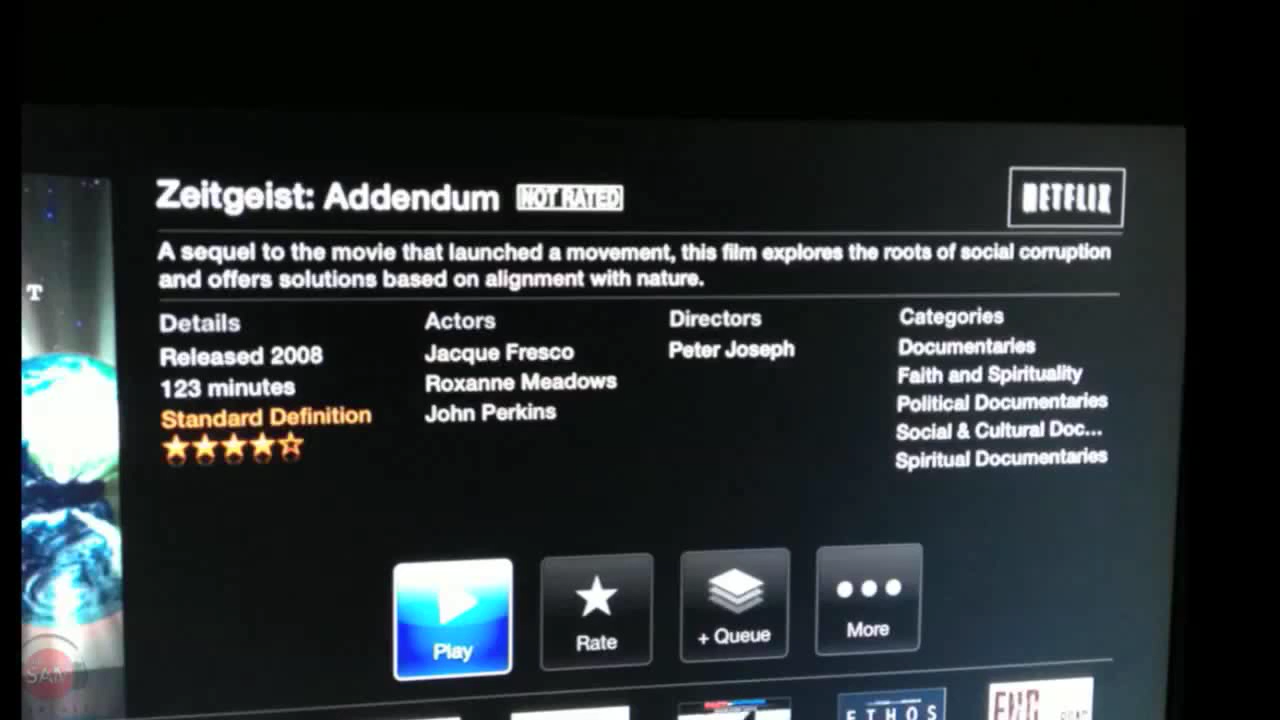 Zeitgeist: Addendum NOT RATED
NETFLIX
A sequel to the movie that launched a movement, this film explores the roots of social corruption
and offers solutions based on alignment with nature.
T
Details
Released 2008
123 minutes
Standard Definition
Actors
Jacque Fresco
Roxanne Meadows
John Perkins
Directors
Peter Joseph
Categories
Documentaries
Faith and Spirituality
Political Documentaries
Social & Cultural Doc...
Spiritual Documentaries
Play
Rate
+ Queue
More
SAM
ETHOS
END